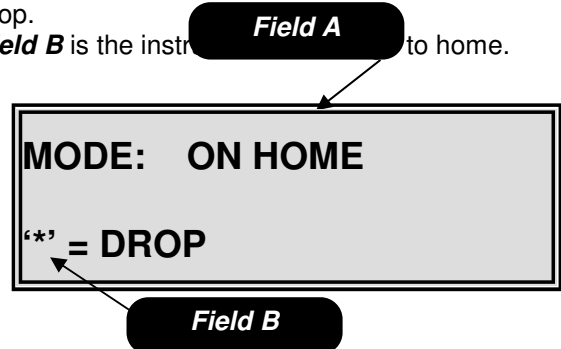 op.
eld B is the instr to home.
Field A
MODE: ON HOME
‘*’ = DROP
Field B